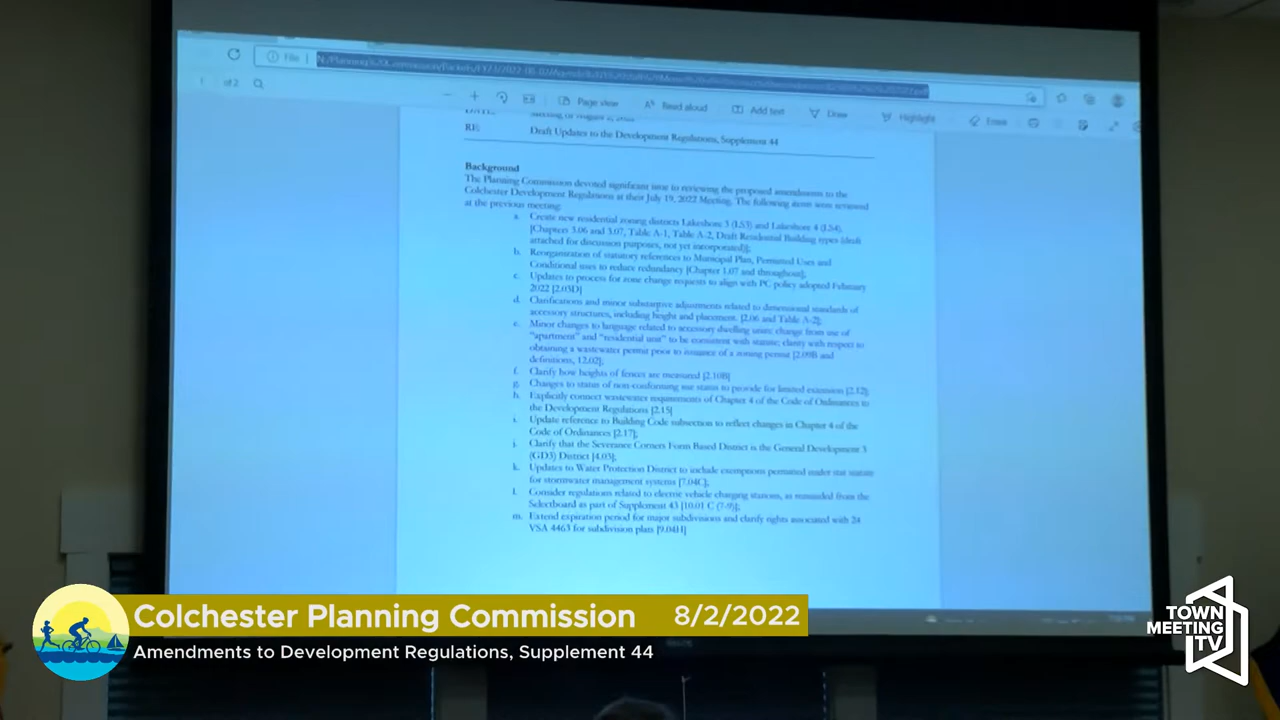 File
of 2
Page view
Read aloud
Add text
Draw
Highlight
Erase
RE: Draft Updates to the Development Regulations, Supplement 44
Background
The Planning Commission devoted significant time to reviewing the proposed amendments to the
Colchester Development Regulations at their July 19, 2022 Meeting. The following items were reviewed
at the previous meeting:
a. Create new residential zoning districts Lakeshore 3 (LS3) and Lakeshore 4 (LS4).
[Chapters 3.06 and 3.07, Table A-1, Table A-2, Draft Residential Building types (draft
attached for discussion purposes, not yet incorporated)];
b. Reorganization of statutory references to Municipal Plan, Permitted Uses and
Conditional uses to reduce redundancy [Chapter 1.07 and throughout];
c. Updates to process for zone change requests to align with PC policy adopted February
2022 [2.03D]
d. Clarifications and minor substantive adjustments related to dimensional standards of
accessory structures, including height and placement. [2.06 and Table A-2];
e. Minor changes to language related to accessory dwelling units: change from use of
"apartment" and "residential unit" to be consistent with statute; clarity with respect to
obtaining a wastewater permit prior to issuance of a zoning permit [2.09B and
definitions, 12.02];
f. Clarify how heights of fences are measured [2.10B]
g. Changes to status of non-conforming use status to provide for limited extension [2.12];
h. Explicitly connect wastewater requirements of Chapter 4 of the Code of Ordinances to
the Development Regulations [2.15]
i. Update reference to Building Code subsection to reflect changes in Chapter 4 of the
Code of Ordinances [2.17];
j. Clarify that the Severance Corners Form Based District is the General Development 3
(GD3) District [4.03];
k. Updates to Water Protection District to include exemptions permitted under statute
for stormwater management systems [7.04C];
l. Consider regulations related to electric vehicle charging stations, as remanded from the
Selectboard as part of Supplement 43 [10.01 C (7-9)];
m. Extend expiration period for major subdivisions and clarify rights associated with 24
VSA 4463 for subdivision plats [9.04H]
Colchester Planning Commission 8/2/2022
Amendments to Development Regulations, Supplement 44
TOWN
MEETING
TV